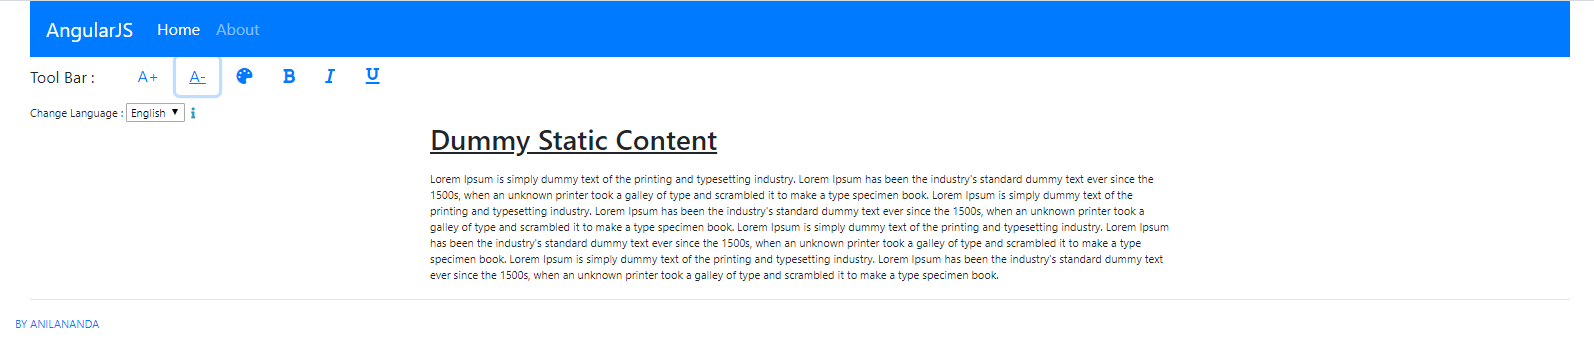 AngularJS Home About
Tool Bar : A+ A- B I U
Change Language : English
Dummy Static Content
Lorem Ipsum is simply dummy text of the printing and typesetting industry. Lorem Ipsum has been the industry's standard dummy text ever since the
1500s, when an unknown printer took a galley of type and scrambled it to make a type specimen book. Lorem Ipsum is simply dummy text of the
printing and typesetting industry. Lorem Ipsum has been the industry's standard dummy text ever since the 1500s, when an unknown printer took a
galley of type and scrambled it to make a type specimen book. Lorem Ipsum is simply dummy text of the printing and typesetting industry. Lorem Ipsum
has been the industry's standard dummy text ever since the 1500s, when an unknown printer took a galley of type and scrambled it to make a type
specimen book. Lorem Ipsum is simply dummy text of the printing and typesetting industry. Lorem Ipsum has been the industry's standard dummy text
ever since the 1500s, when an unknown printer took a galley of type and scrambled it to make a type specimen book.
BY ANILANANDA